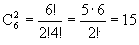 C₆² = 6! / 2!4! = 5·6 / 2! = 15